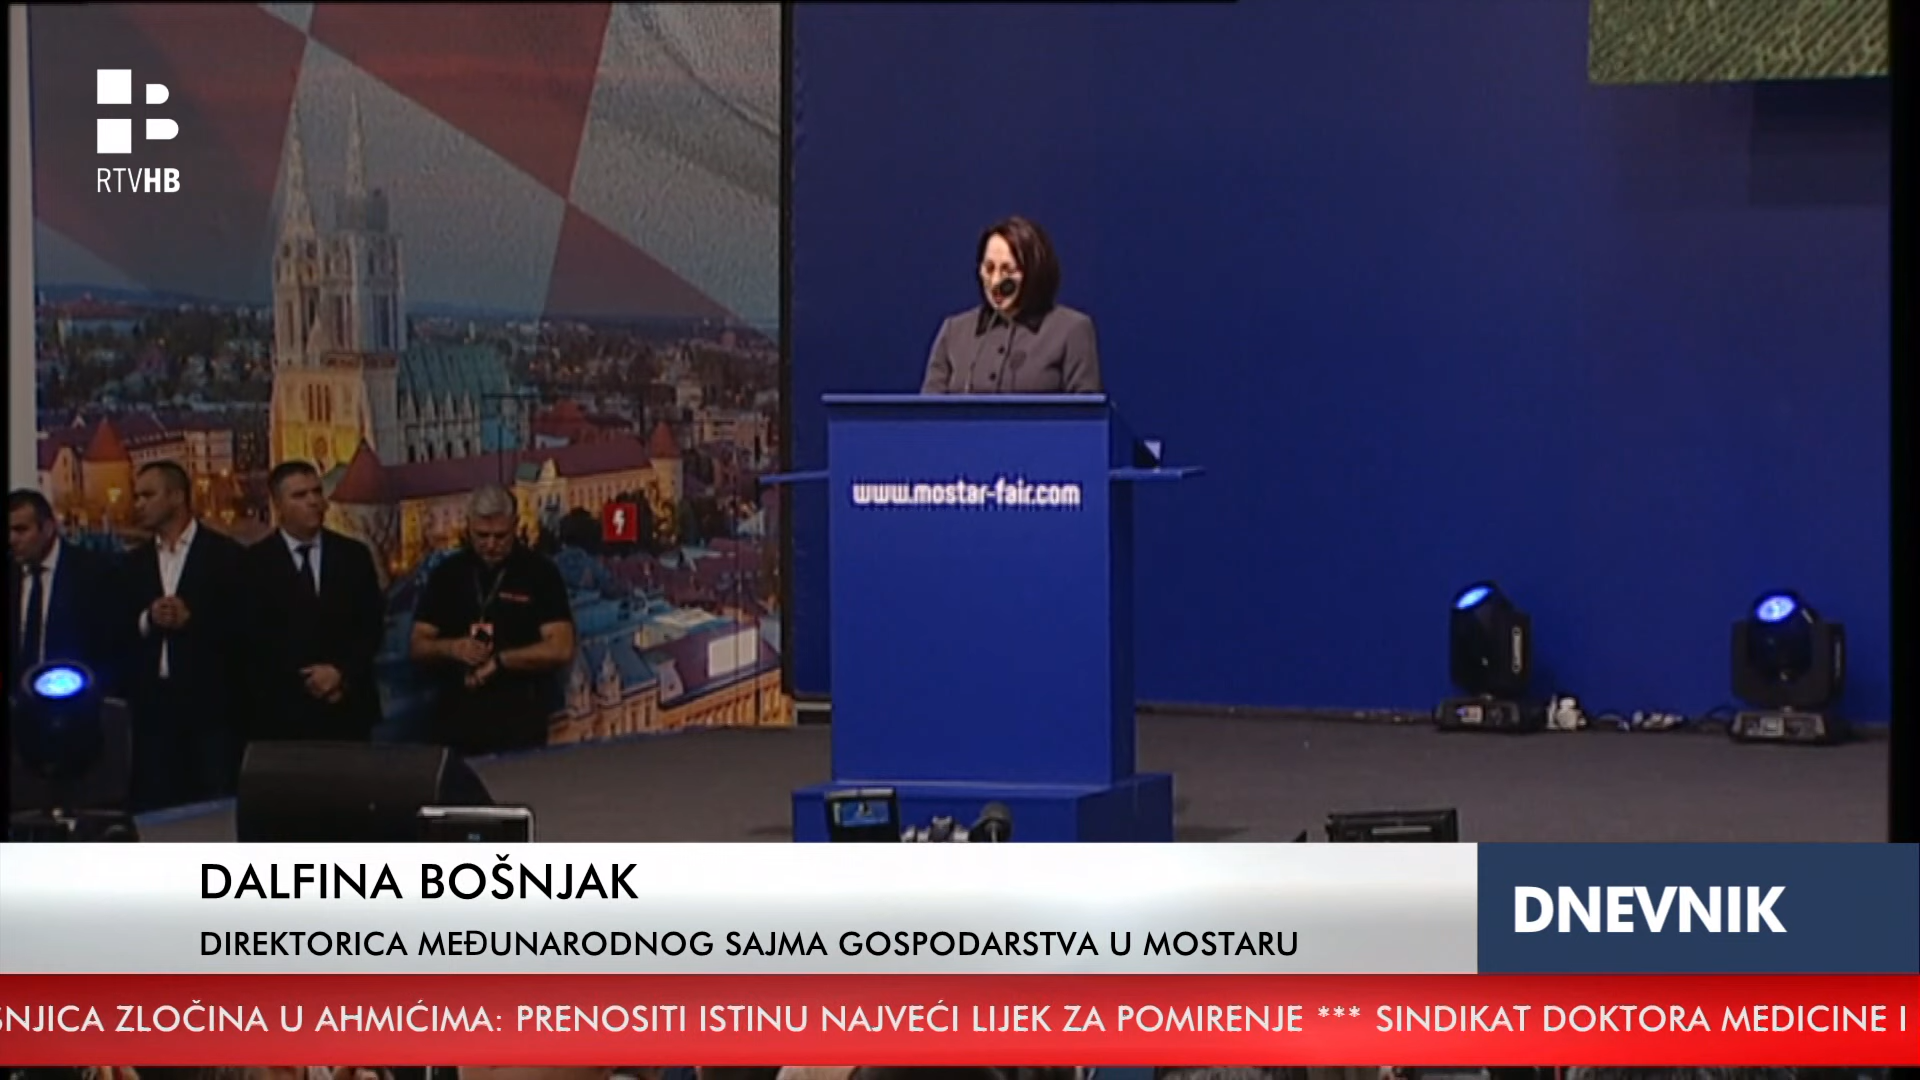 RTVHB
www.mostar-fair.com
DALFINA BOŠNJAK
DIREKTORICA MEĐUNARODNOG SAJMA GOSPODARSTVA U MOSTARU
DNEVNIK
ŠNJICA ZLOČINA U AHMIĆIMA: PRENOSITI ISTINU NAJVEĆI LIJEK ZA POMIRENJE *** SINDIKAT DOKTORA MEDICINE I